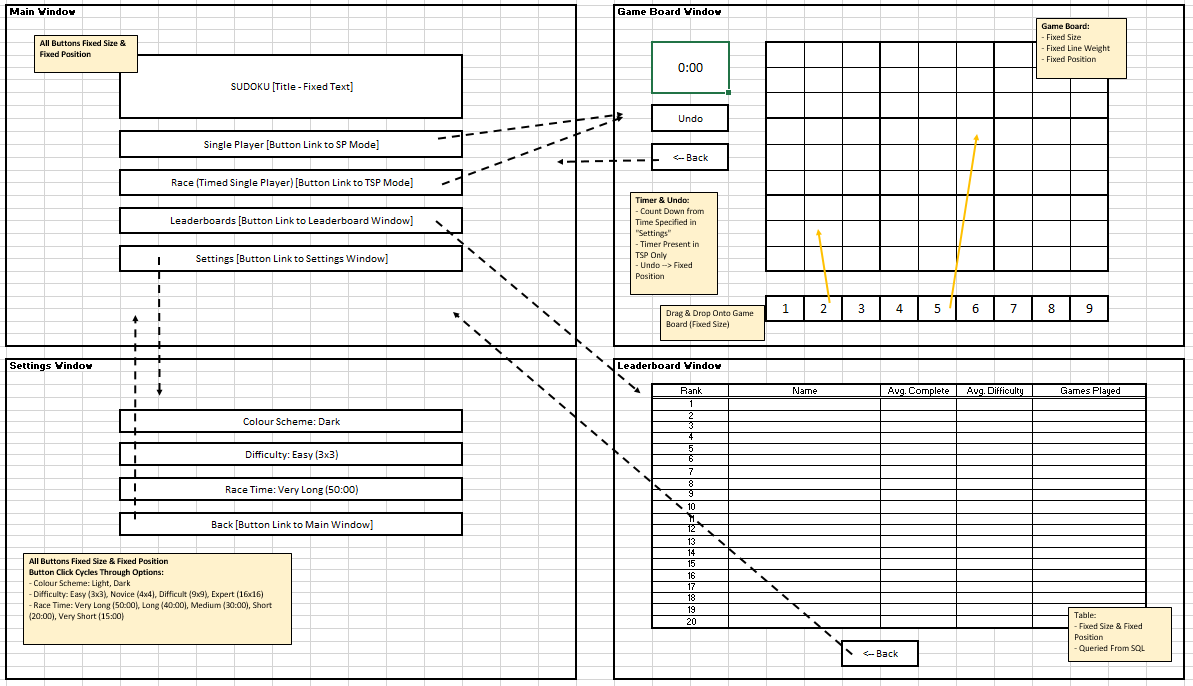 Main Window
All Buttons Fixed Size &
Fixed Position
SUDOKU [Title - Fixed Text]
Single Player [Button Link to SP Mode]
Race (Timed Single Player) [Button Link to TSP Mode]
Leaderboards [Button Link to Leaderboard Window]
Settings [Button Link to Settings Window]
Game Board Window
0:00
Undo
<-- Back
Game Board:
- Fixed Size
- Fixed Line Weight
- Fixed Position
Timer & Undo:
- Count Down from
Time Specified in
"Settings"
- Timer Present in
TSP Only
- Undo --> Fixed
Position
Drag & Drop Onto Game
Board (Fixed Size)
1 2 3 4 5 6 7 8 9
Settings Window
Colour Scheme: Dark
Difficulty: Easy (3x3)
Race Time: Very Long (50:00)
Back [Button Link to Main Window]
All Buttons Fixed Size & Fixed Position
Button Click Cycles Through Options:
- Colour Scheme: Light, Dark
- Difficulty: Easy (3x3), Novice (4x4), Difficult (9x9), Expert (16x16)
- Race Time: Very Long (50:00), Long (40:00), Medium (30:00), Short
(20:00), Very Short (15:00)
Leaderboard Window
Rank Name Avg. Complete Avg. Difficulty Games Played
1
2
3
4
5
6
7
8
9
10
11
12
13
14
15
16
17
18
19
20
Table:
- Fixed Size & Fixed
Position
- Queried From SQL
<-- Back